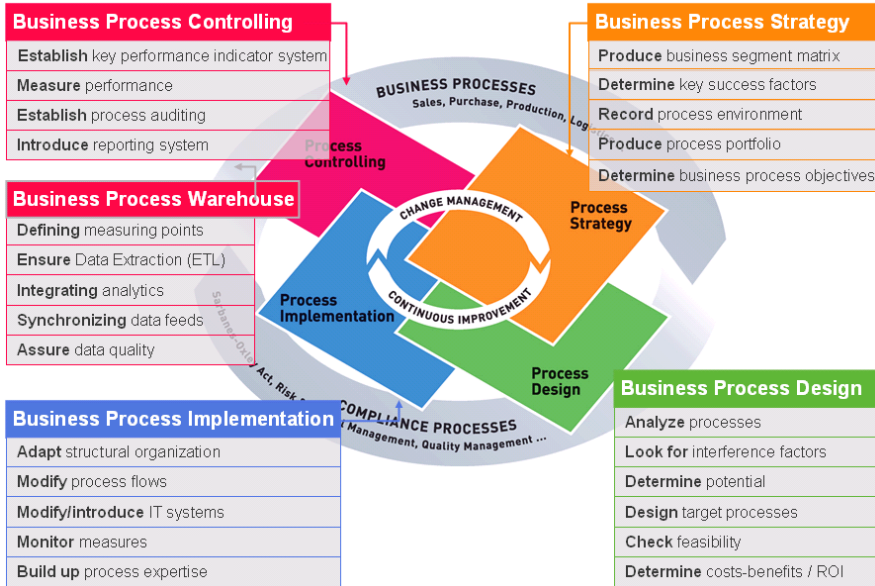 Business Process Controlling
Establish key performance indicator system
Measure performance
Establish process auditing
Introduce reporting system
Business Process Strategy
Produce business segment matrix
Determine key success factors
Record process environment
Produce process portfolio
Determine business process objectives
BUSINESS PROCESSES
Sales, Purchase, Production, Logistics
Process
Controlling
Process
Strategy
CHANGE MANAGEMENT
CONTINUOUS IMPROVEMENT
Process
Implementation
Process
Design
Business Process Warehouse
Defining measuring points
Ensure Data Extraction (ETL)
Integrating analytics
Synchronizing data feeds
Assure data quality
Sarbanes-Oxley Act, Risk
COMPLIANCE PROCESSES
Management, Quality Management ...
Business Process Implementation
Adapt structural organization
Modify process flows
Modify/introduce IT systems
Monitor measures
Build up process expertise
Business Process Design
Analyze processes
Look for interference factors
Determine potential
Design target processes
Check feasibility
Determine costs-benefits / ROI